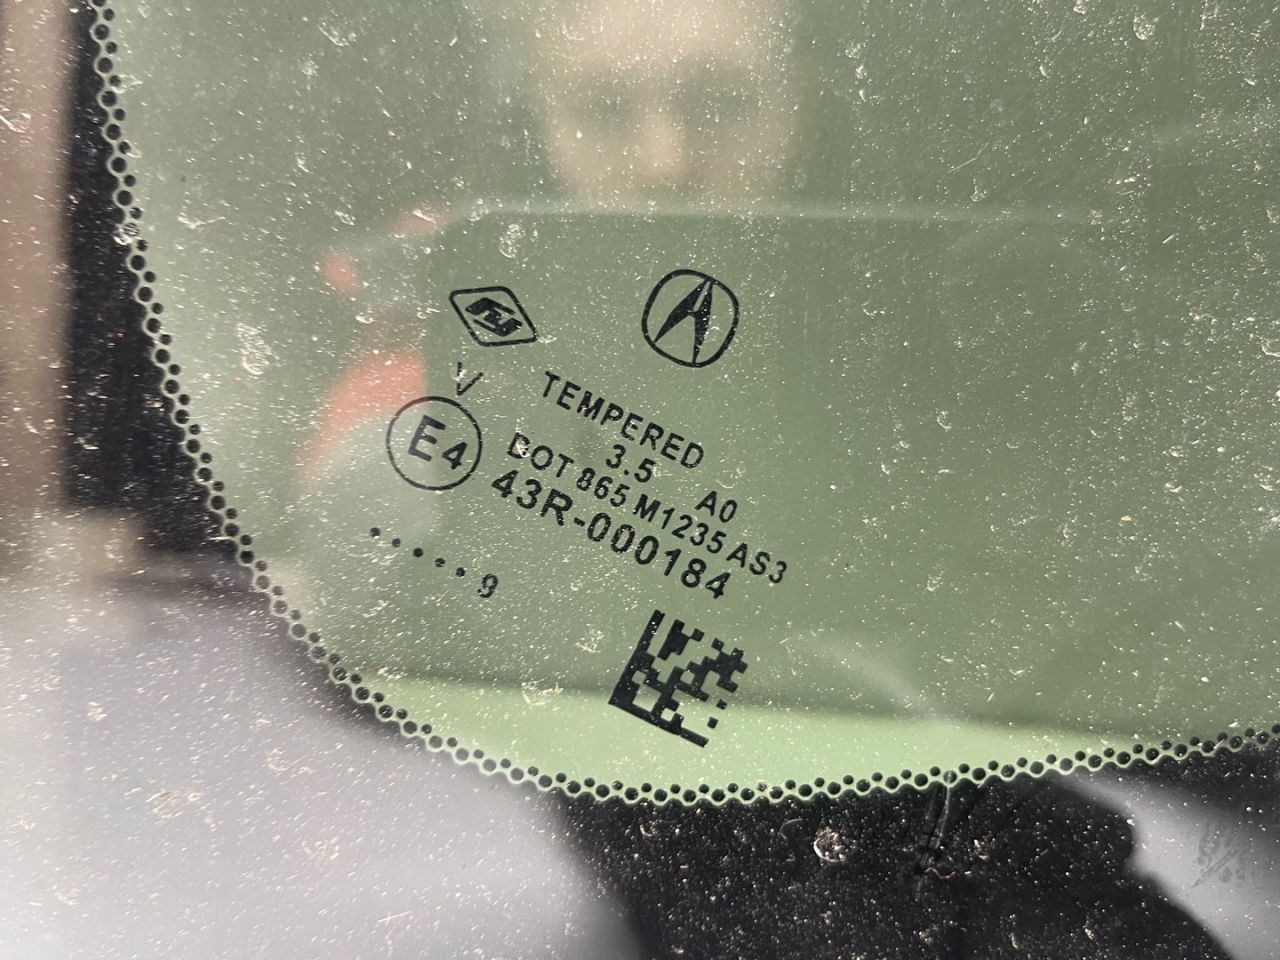 V
TEMPERED
3.5 A0
E4
DOT 865 M1235 AS3
43R-000184
......9